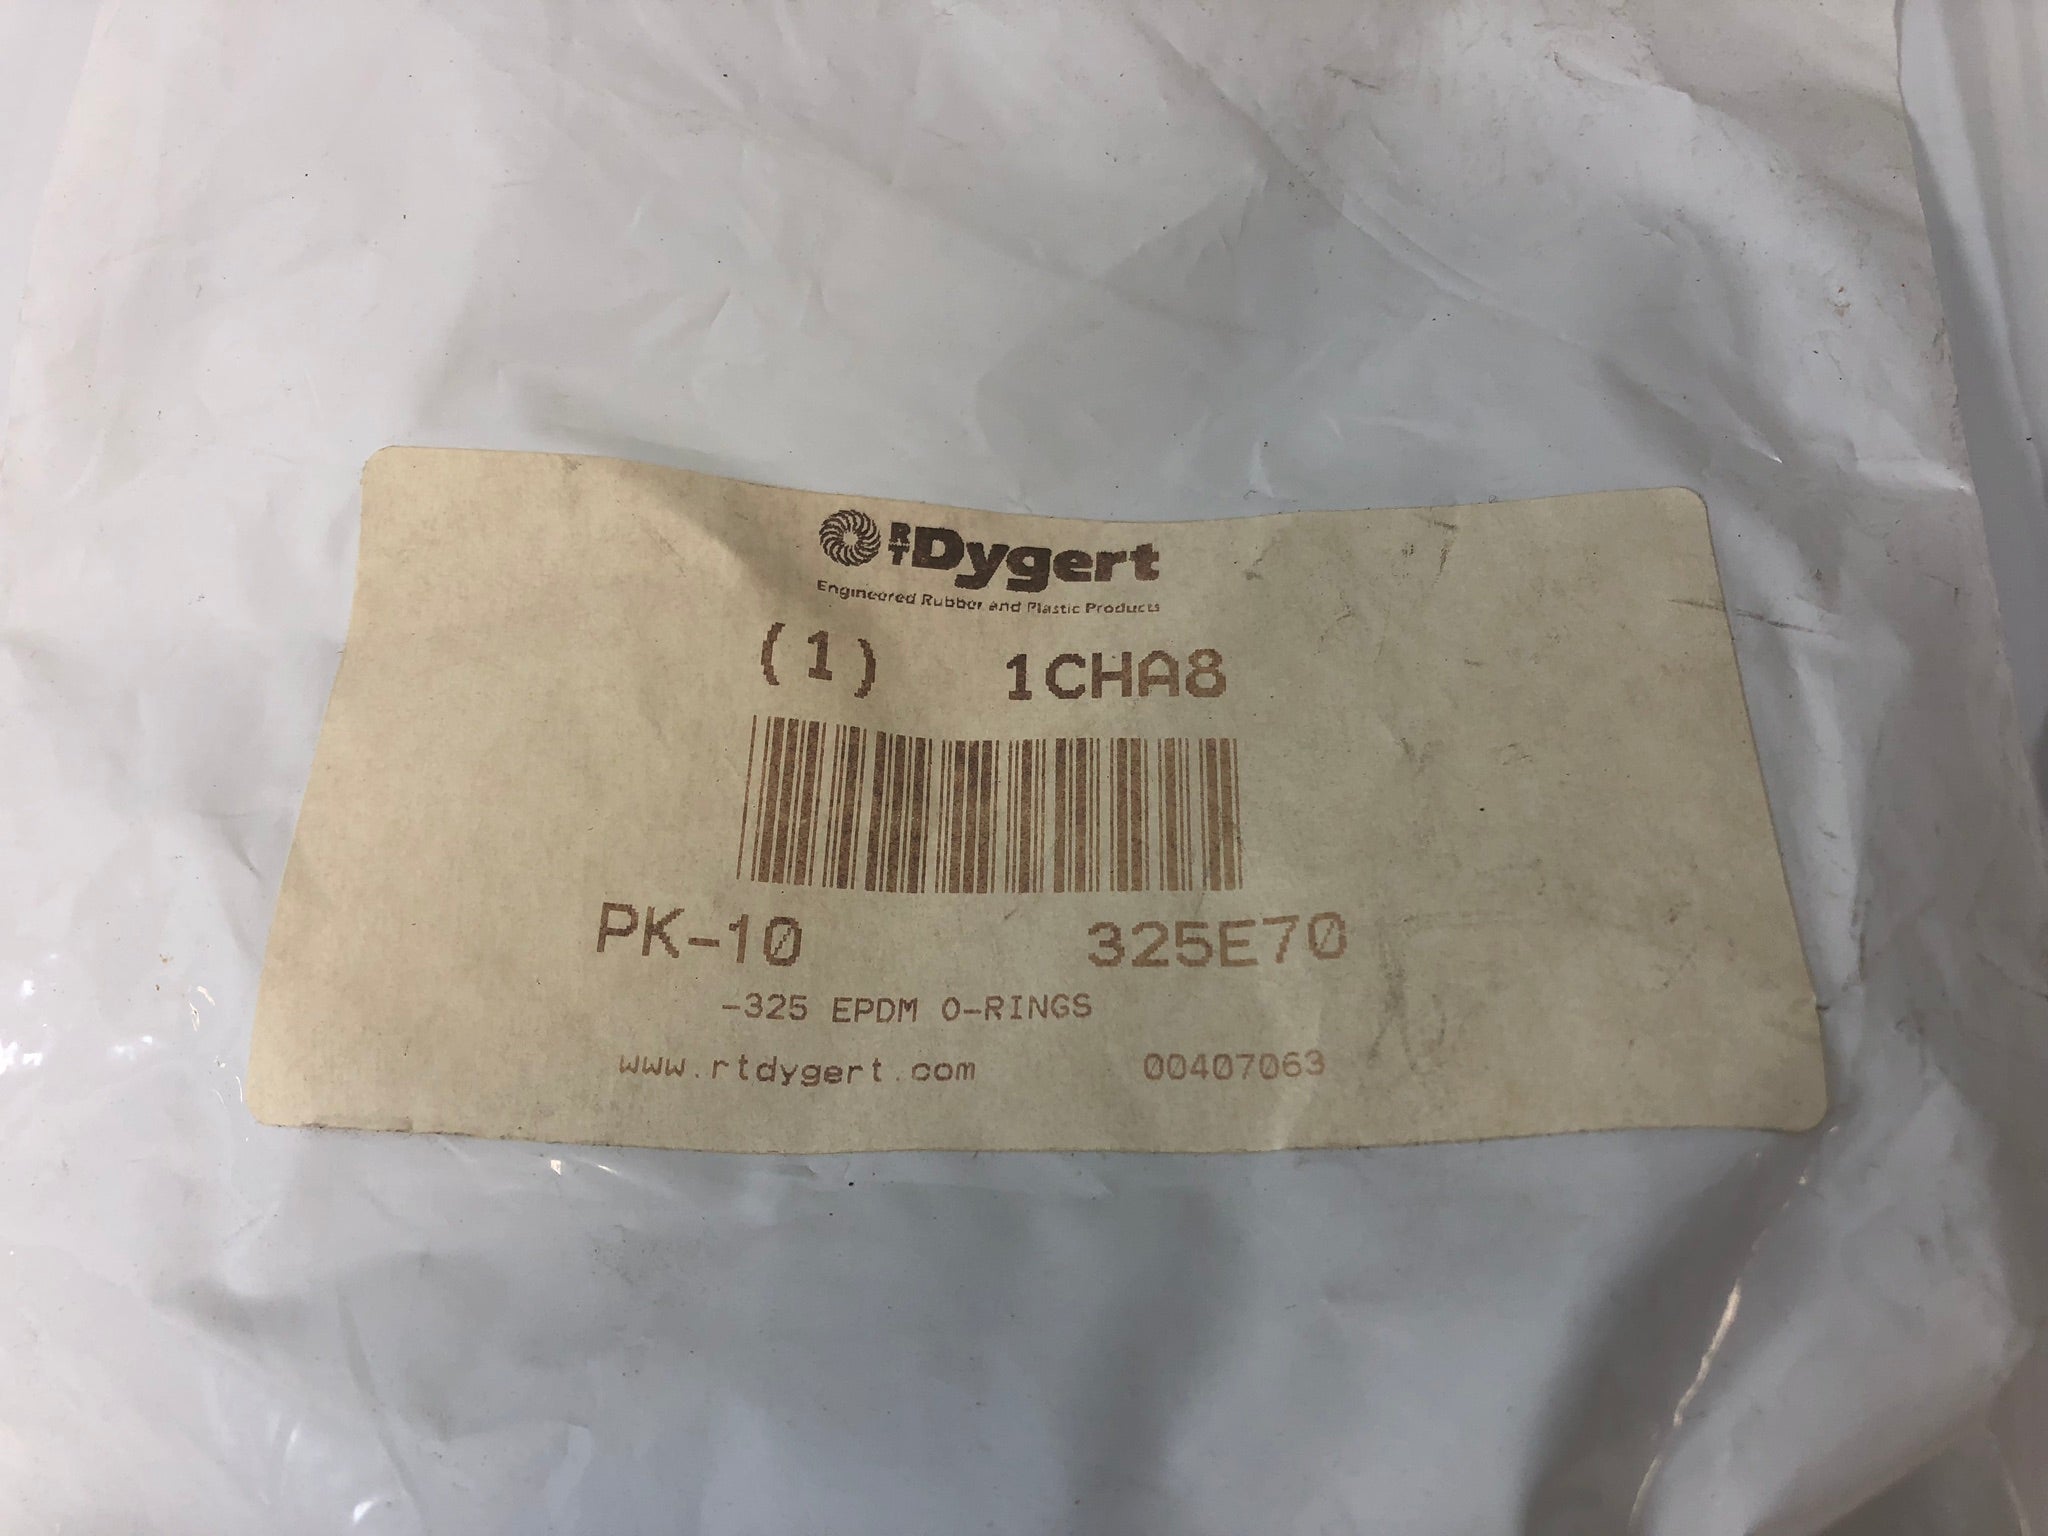 RT Dygert
Engineered Rubber and Plastic Products
(1) 1CHA8
PK-10 325E70
-325 EPDM O-RINGS
www.rtdygert.com 00407063